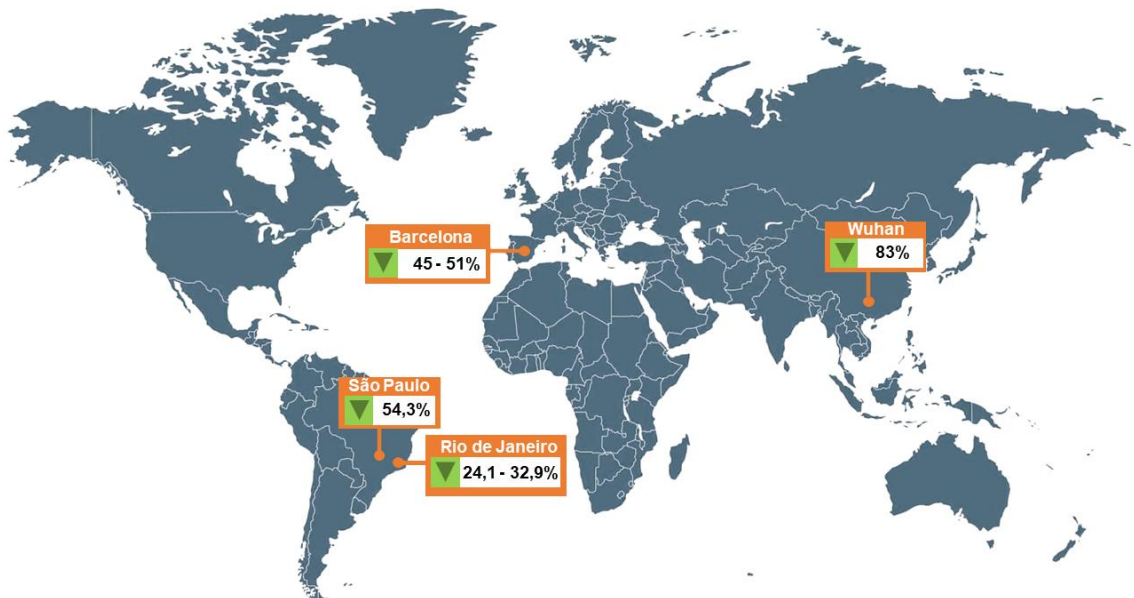 Barcelona
45 - 51%
Wuhan
83%
São Paulo
54,3%
Rio de Janeiro
24,1 - 32,9%